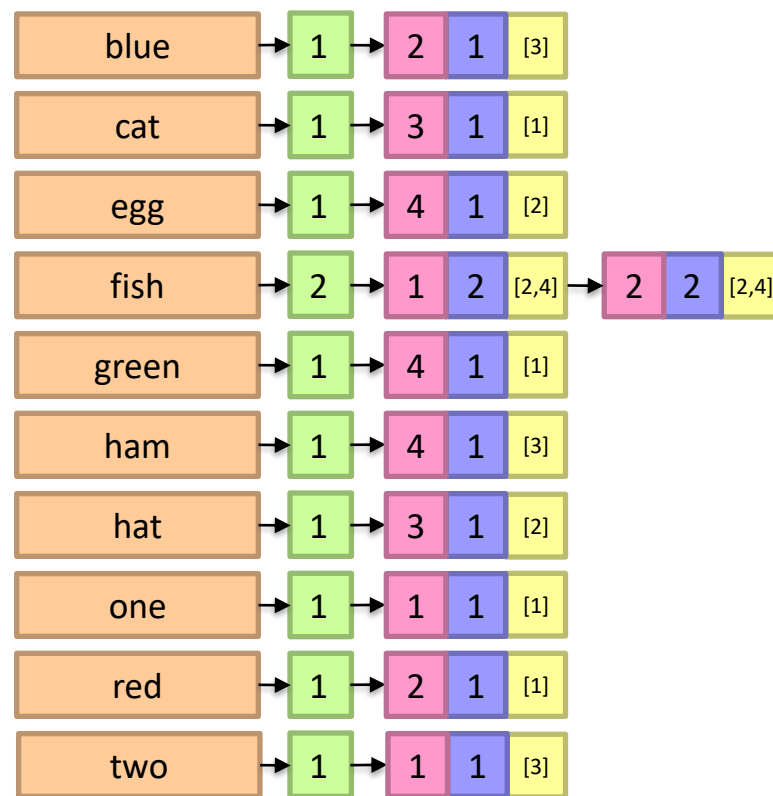 blue 1 2 1 [3]
cat 1 3 1 [1]
egg 1 4 1 [2]
fish 2 1 2 [2,4] 2 2 [2,4]
green 1 4 1 [1]
ham 1 4 1 [3]
hat 1 3 1 [2]
one 1 1 1 [1]
red 1 2 1 [1]
two 1 1 1 [3]